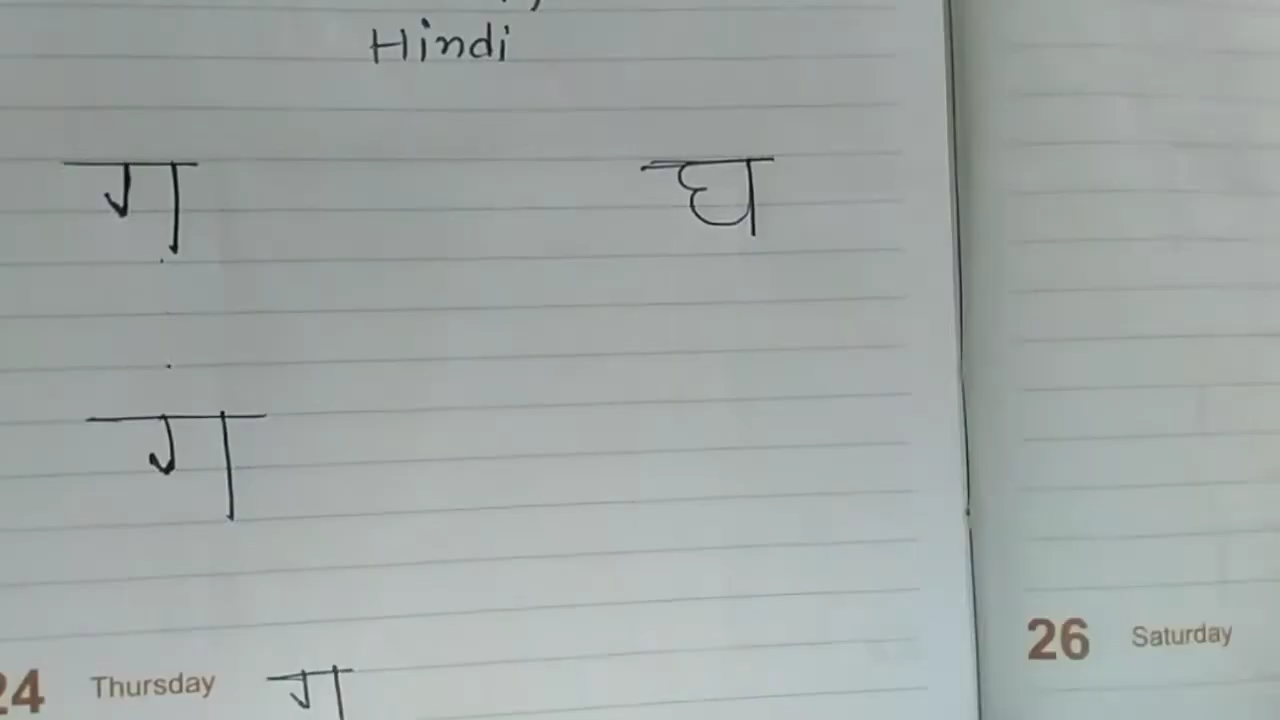 Hindi
ग घ
ग
24 Thursday ग
26 Saturday